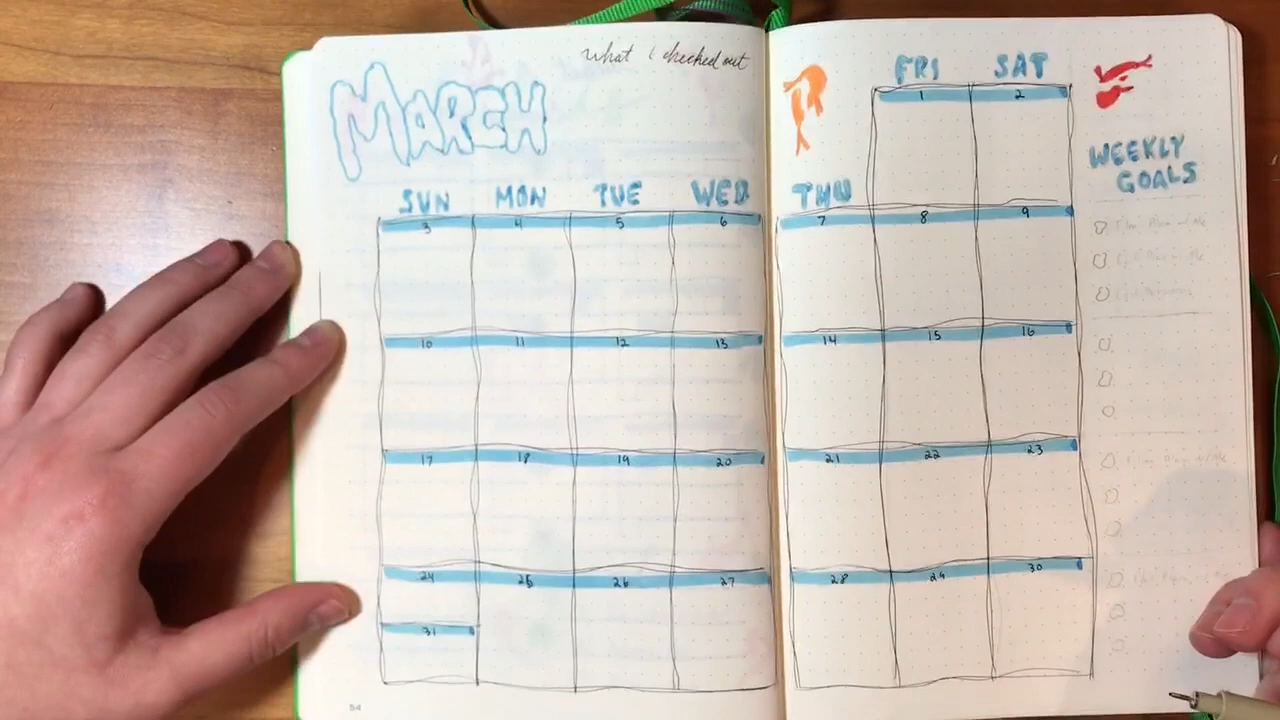 what i checked out
MARCH
FRI SAT
1 2
WEEKLY
GOALS
SUN MON TUE WED THU
3 4 5 6 7 8 9
10 11 12 13 14 15 16
17 18 19 20 21 22 23
24 25 26 27 28 29 30
31
54